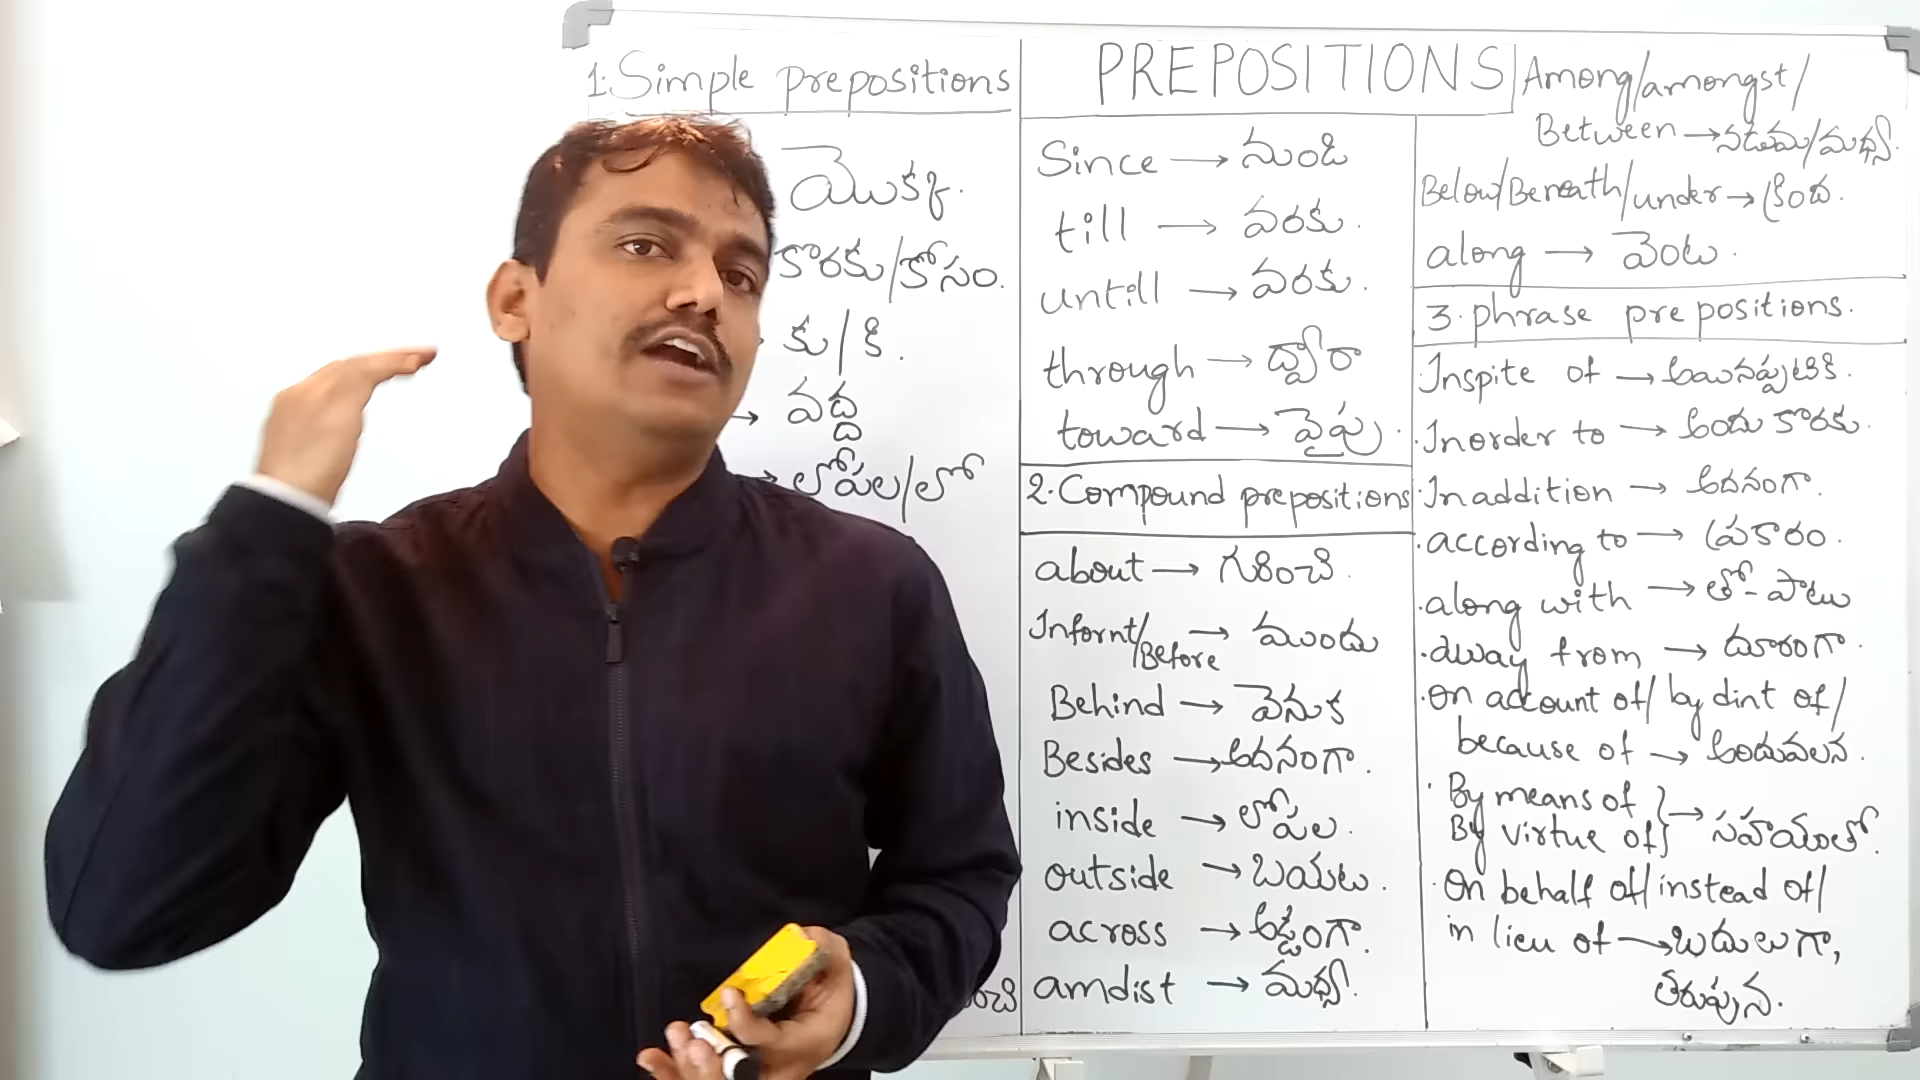 1. Simple prepositions
యొక్క.
కొరకు/కోసం.
కు/కి.
→ వద్ద
→ లోపల/లో
PREPOSITIONS
Since → నుండి
till → వరకు.
untill → వరకు.
through → ద్వారా
toward → వైపు.
2. Compound prepositions
about → గురించి.
Infornt/Before → ముందు
Behind → వెనుక
Besides → అదనంగా.
inside → లోపల.
outside → బయట.
across → అడ్డంగా.
amdist → మధ్య.
Among/amongst/
Between → నడుమ/మధ్య.
Below/Beneath/under → క్రింద.
along → వెంట.
3. phrase prepositions.
Inspite of → అయినప్పటికి.
Inorder to → అందు కొరకు.
In addition → అదనంగా.
according to → ప్రకారం.
along with → తో-పాటు
away from → దూరంగా.
On account of/ by dint of/
because of → అందువలన.
By means of
By virtue of } → సహాయంతో.
On behalf of/instead of/
in lieu of → బదులుగా,
తరుపున.